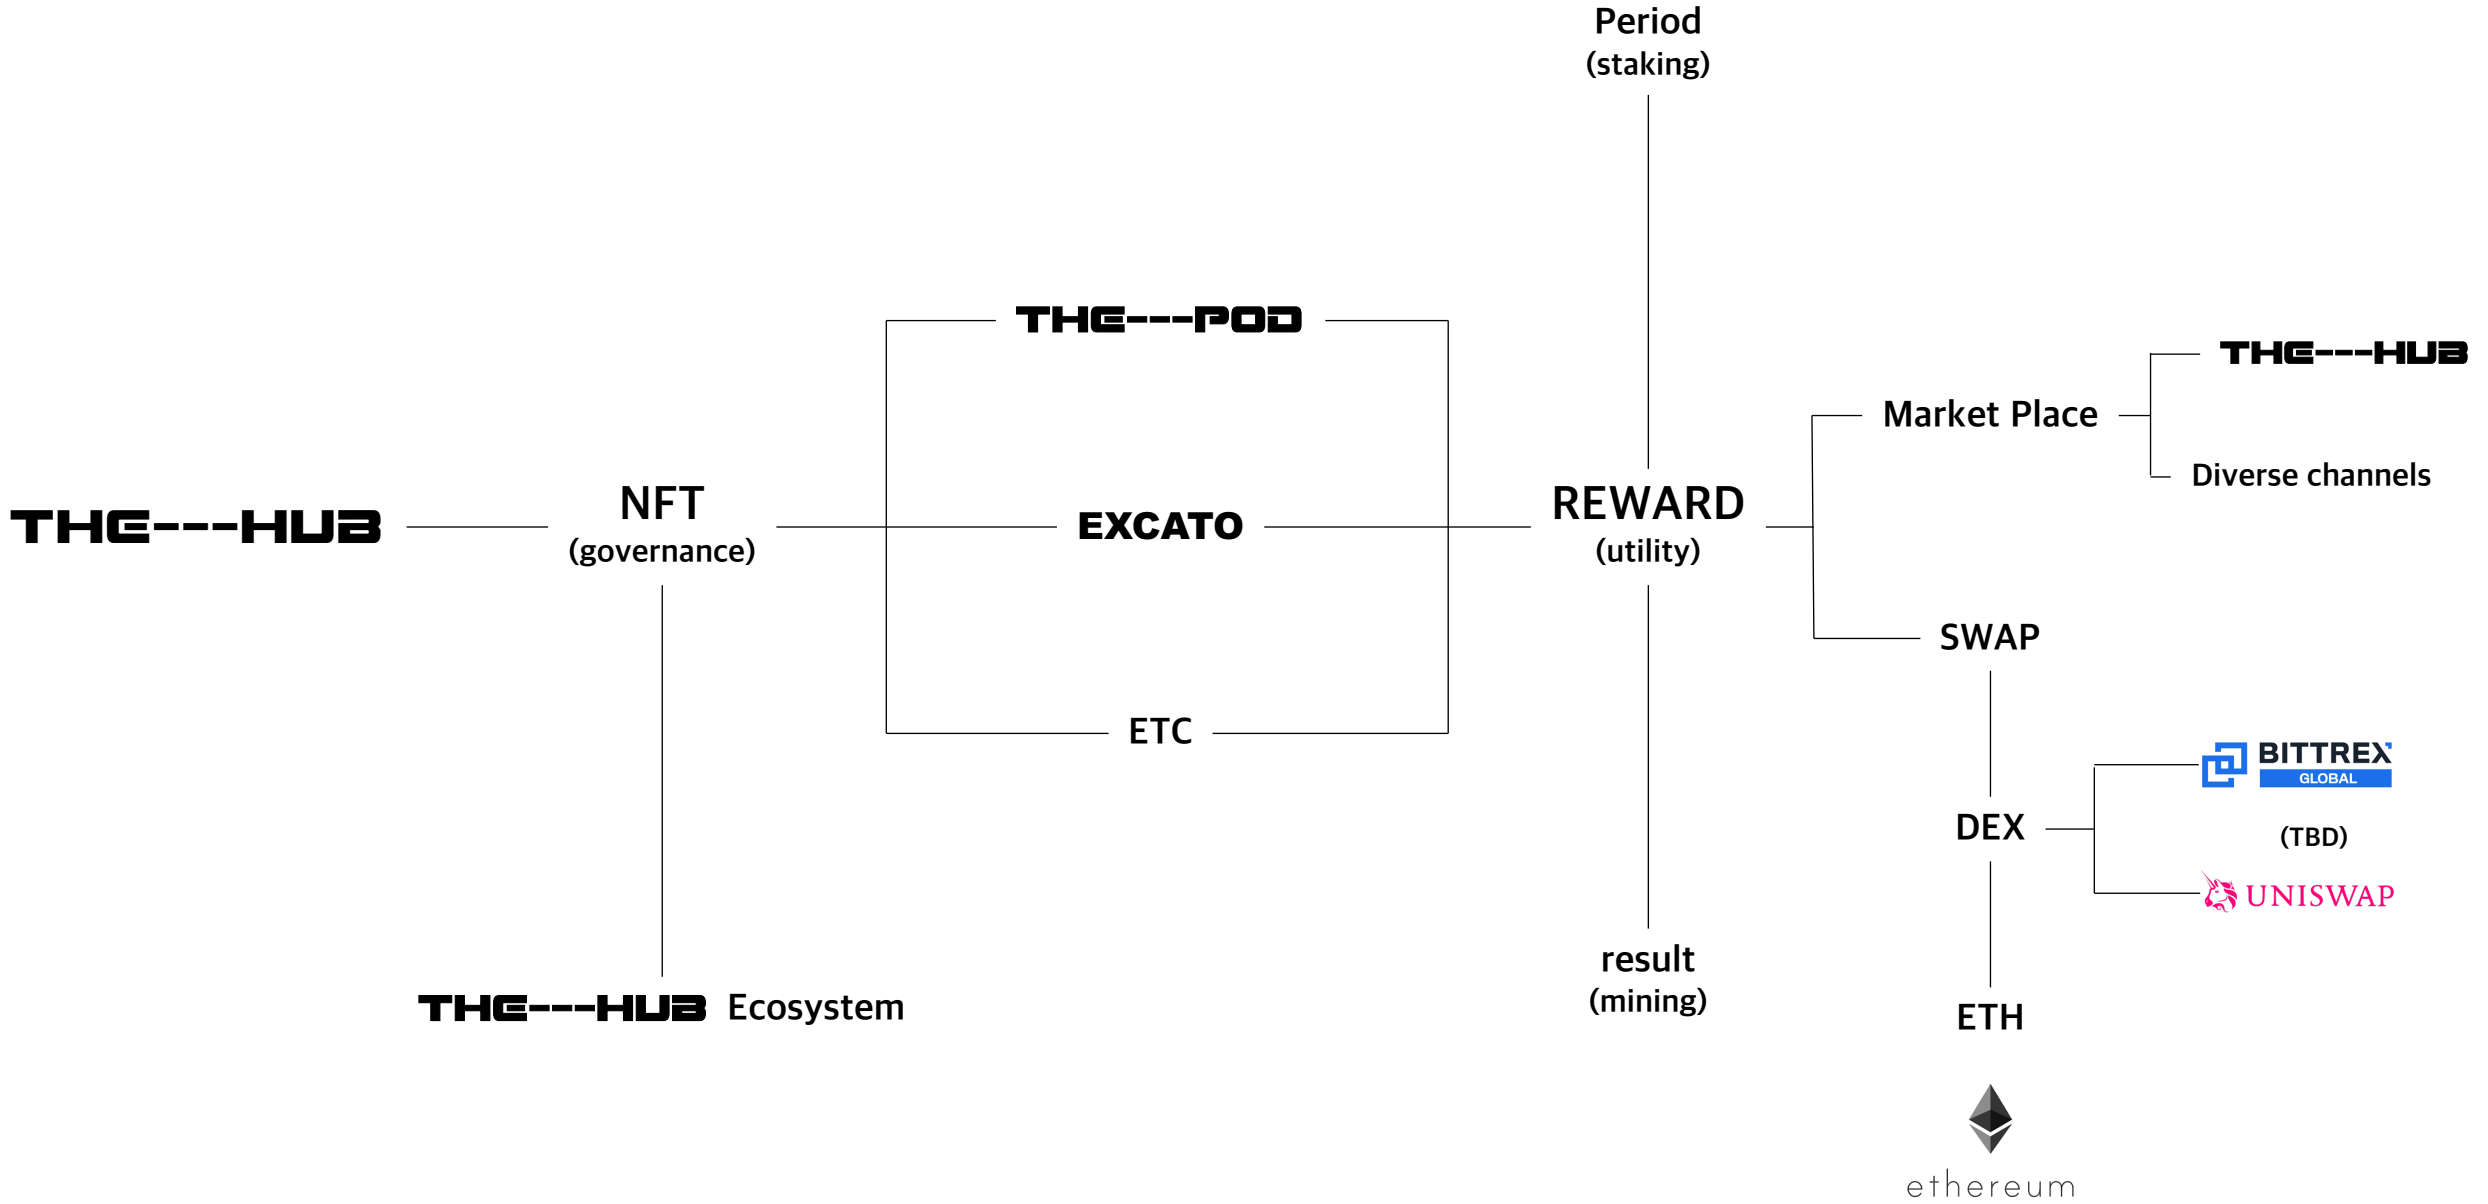 Period
(staking)
THE---POD
THE---HUB
Market Place
Diverse channels
NFT
(governance)
REWARD
(utility)
THE---HUB
EXCATO
SWAP
ETC
BITTREX
GLOBAL
DEX
(TBD)
UNISWAP
result
(mining)
THE---HUB Ecosystem
ETH
ethereum